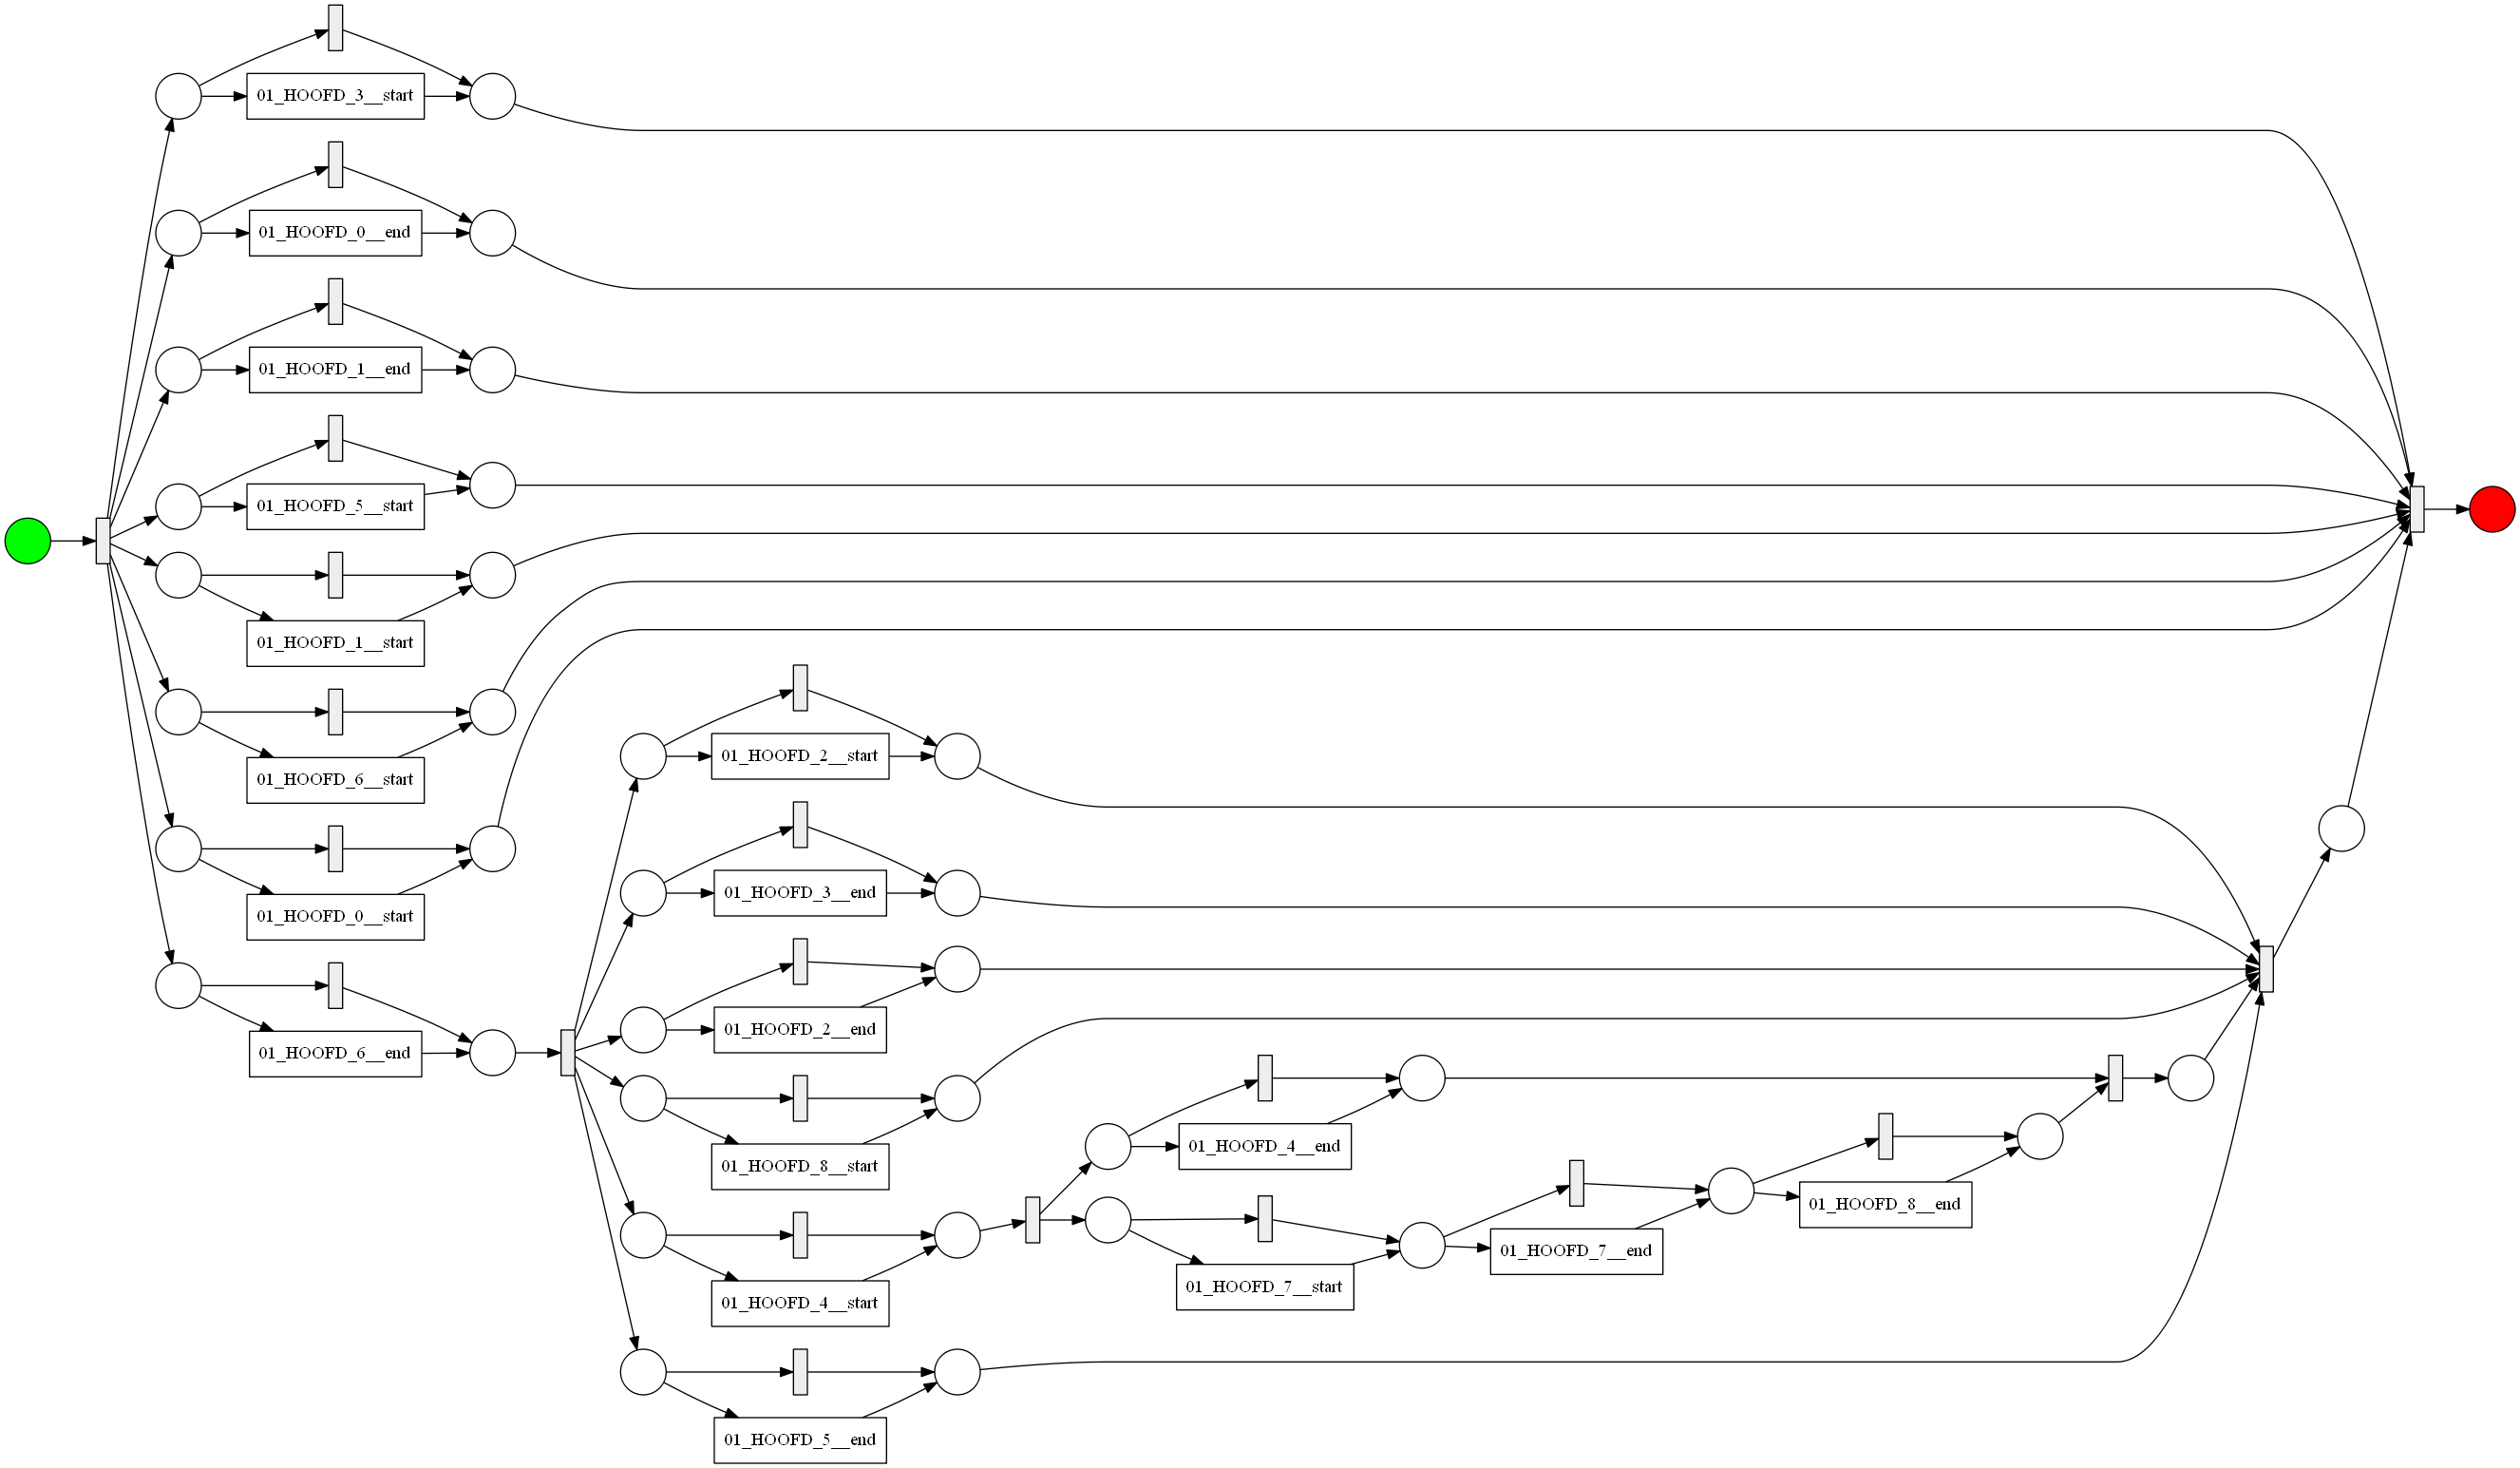 01_HOOFD_3__start
01_HOOFD_0__end
01_HOOFD_1__end
01_HOOFD_5__start
01_HOOFD_1__start
01_HOOFD_6__start
01_HOOFD_0__start
01_HOOFD_6__end
01_HOOFD_2__start
01_HOOFD_3__end
01_HOOFD_2__end
01_HOOFD_8__start
01_HOOFD_4__start
01_HOOFD_5__end
01_HOOFD_4__end
01_HOOFD_7__start
01_HOOFD_7__end
01_HOOFD_8__end